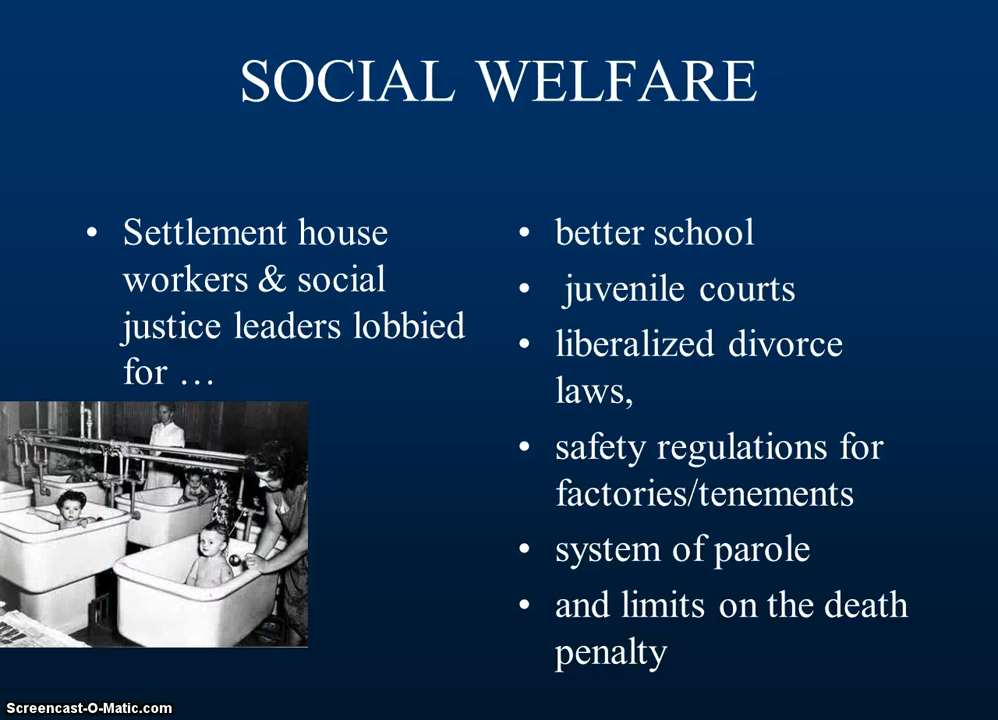 SOCIAL WELFARE
• Settlement house
workers & social
justice leaders lobbied
for …
• better school
• juvenile courts
• liberalized divorce
laws,
• safety regulations for
factories/tenements
• system of parole
• and limits on the death
penalty
Screencast-O-Matic.com